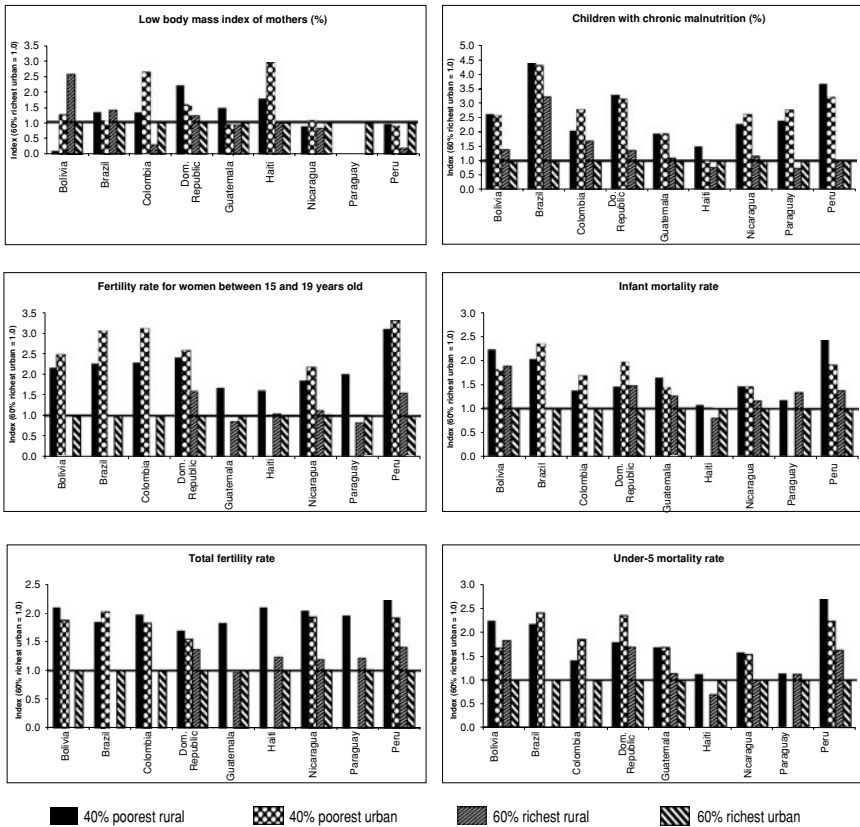 Low body mass index of mothers (%)
Index (60% richest urban = 1.0)
3.5
3.0
2.5
2.0
1.5
1.0
0.5
0.0
Bolivia
Brazil
Colombia
Dom.
Republic
Guatemala
Haiti
Nicaragua
Paraguay
Peru
Children with chronic malnutrition (%)
Index (60% richest urban = 1.0)
5.0
4.5
4.0
3.5
3.0
2.5
2.0
1.5
1.0
0.5
0.0
Bolivia
Brazil
Colombia
Do.
Republic
Guatemala
Haiti
Nicaragua
Paraguay
Peru
Fertility rate for women between 15 and 19 years old
Index (60% richest urban = 1.0)
3.5
3.0
2.5
2.0
1.5
1.0
0.5
0.0
Bolivia
Brazil
Colombia
Dom.
Republic
Guatemala
Haiti
Nicaragua
Paraguay
Peru
Infant mortality rate
Index (60% richest urban = 1.0)
3.0
2.5
2.0
1.5
1.0
0.5
0.0
Bolivia
Brazil
Colombia
Dom.
Republic
Guatemala
Haiti
Nicaragua
Paraguay
Peru
Total fertility rate
Index (60% richest urban = 1.0)
2.5
2.0
1.5
1.0
0.5
0.0
Bolivia
Brazil
Colombia
Dom.
Republic
Guatemala
Haiti
Nicaragua
Paraguay
Peru
Under-5 mortality rate
Index (60% richest urban = 1.0)
3.0
2.5
2.0
1.5
1.0
0.5
0.0
Bolivia
Brazil
Colombia
Dom.
Republic
Guatemala
Haiti
Nicaragua
Paraguay
Peru
40% poorest rural
40% poorest urban
60% richest rural
60% richest urban